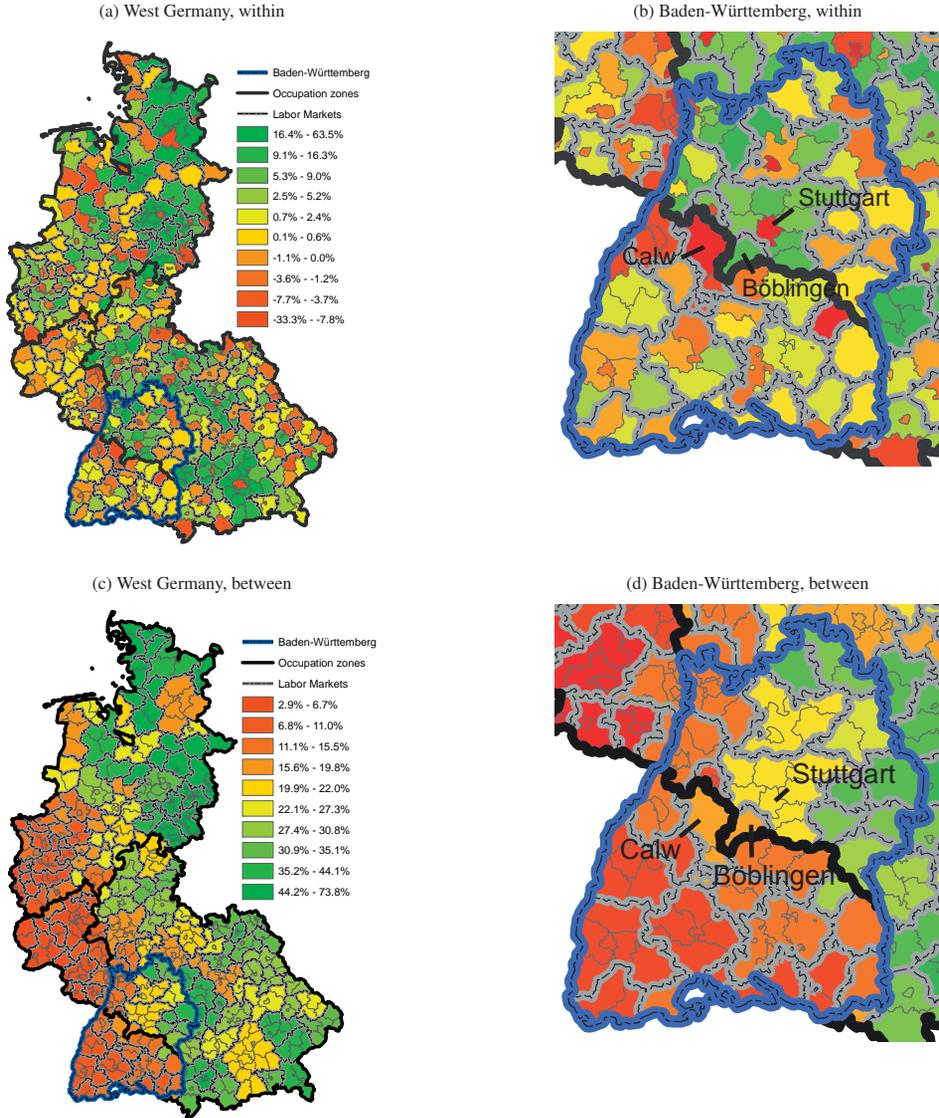 (a) West Germany, within
Baden-Württemberg
Occupation zones
Labor Markets
16.4% - 63.5%
9.1% - 16.3%
5.3% - 9.0%
2.5% - 5.2%
0.7% - 2.4%
0.1% - 0.6%
-1.1% - 0.0%
-3.6% - -1.2%
-7.7% - -3.7%
-33.3% - -7.8%
(b) Baden-Württemberg, within
Stuttgart
Calw
Böblingen
(c) West Germany, between
Baden-Württemberg
Occupation zones
Labor Markets
2.9% - 6.7%
6.8% - 11.0%
11.1% - 15.5%
15.6% - 19.8%
19.9% - 22.0%
22.1% - 27.3%
27.4% - 30.8%
30.9% - 35.1%
35.2% - 44.1%
44.2% - 73.8%
(d) Baden-Württemberg, between
Stuttgart
Calw
Böblingen